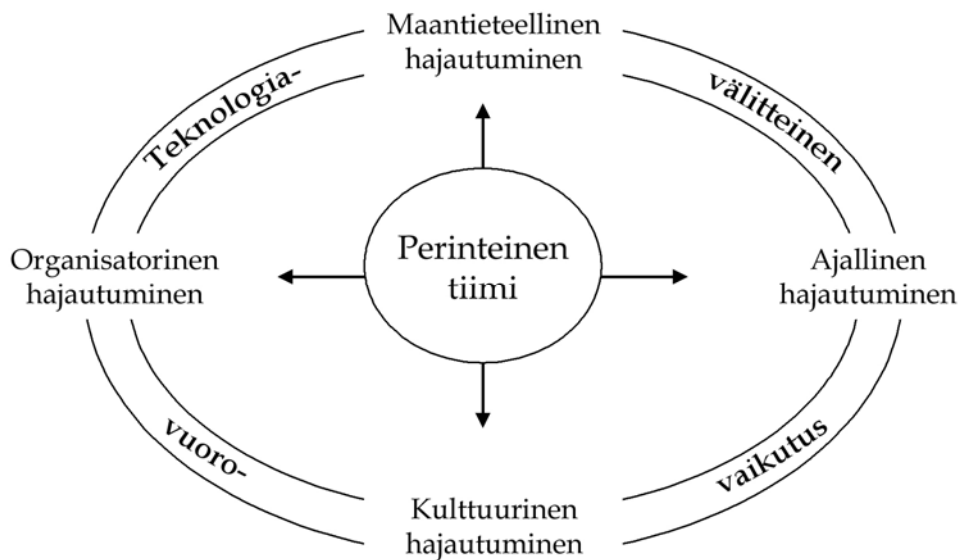 Maantieteellinen
hajautuminen
Teknologia-
välitteinen
Perinteinen
tiimi
Organisatorinen
hajautuminen
Ajallinen
hajautuminen
vuoro-
vaikutus
Kulttuurinen
hajautuminen